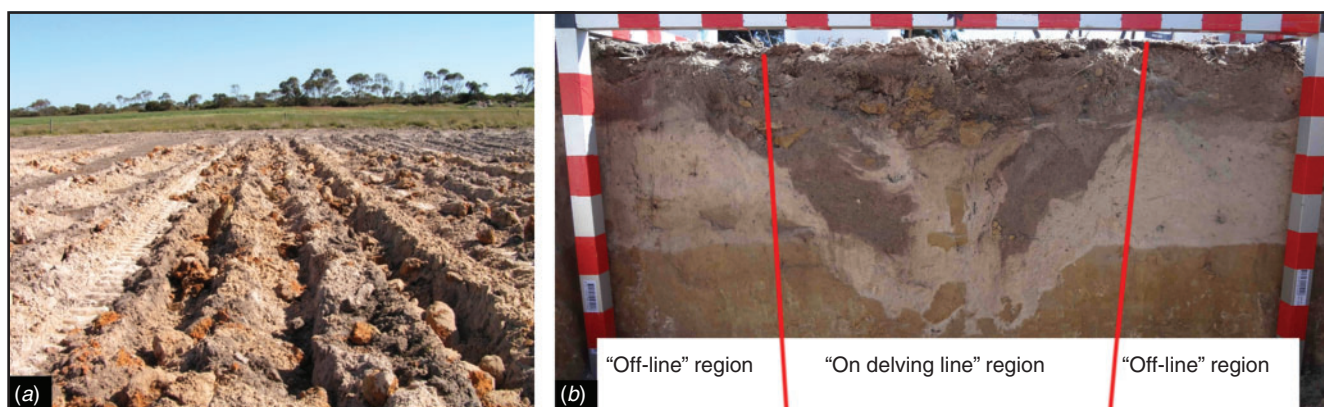 (a)
(b)
“Off-line” region
“On delving line” region
“Off-line” region